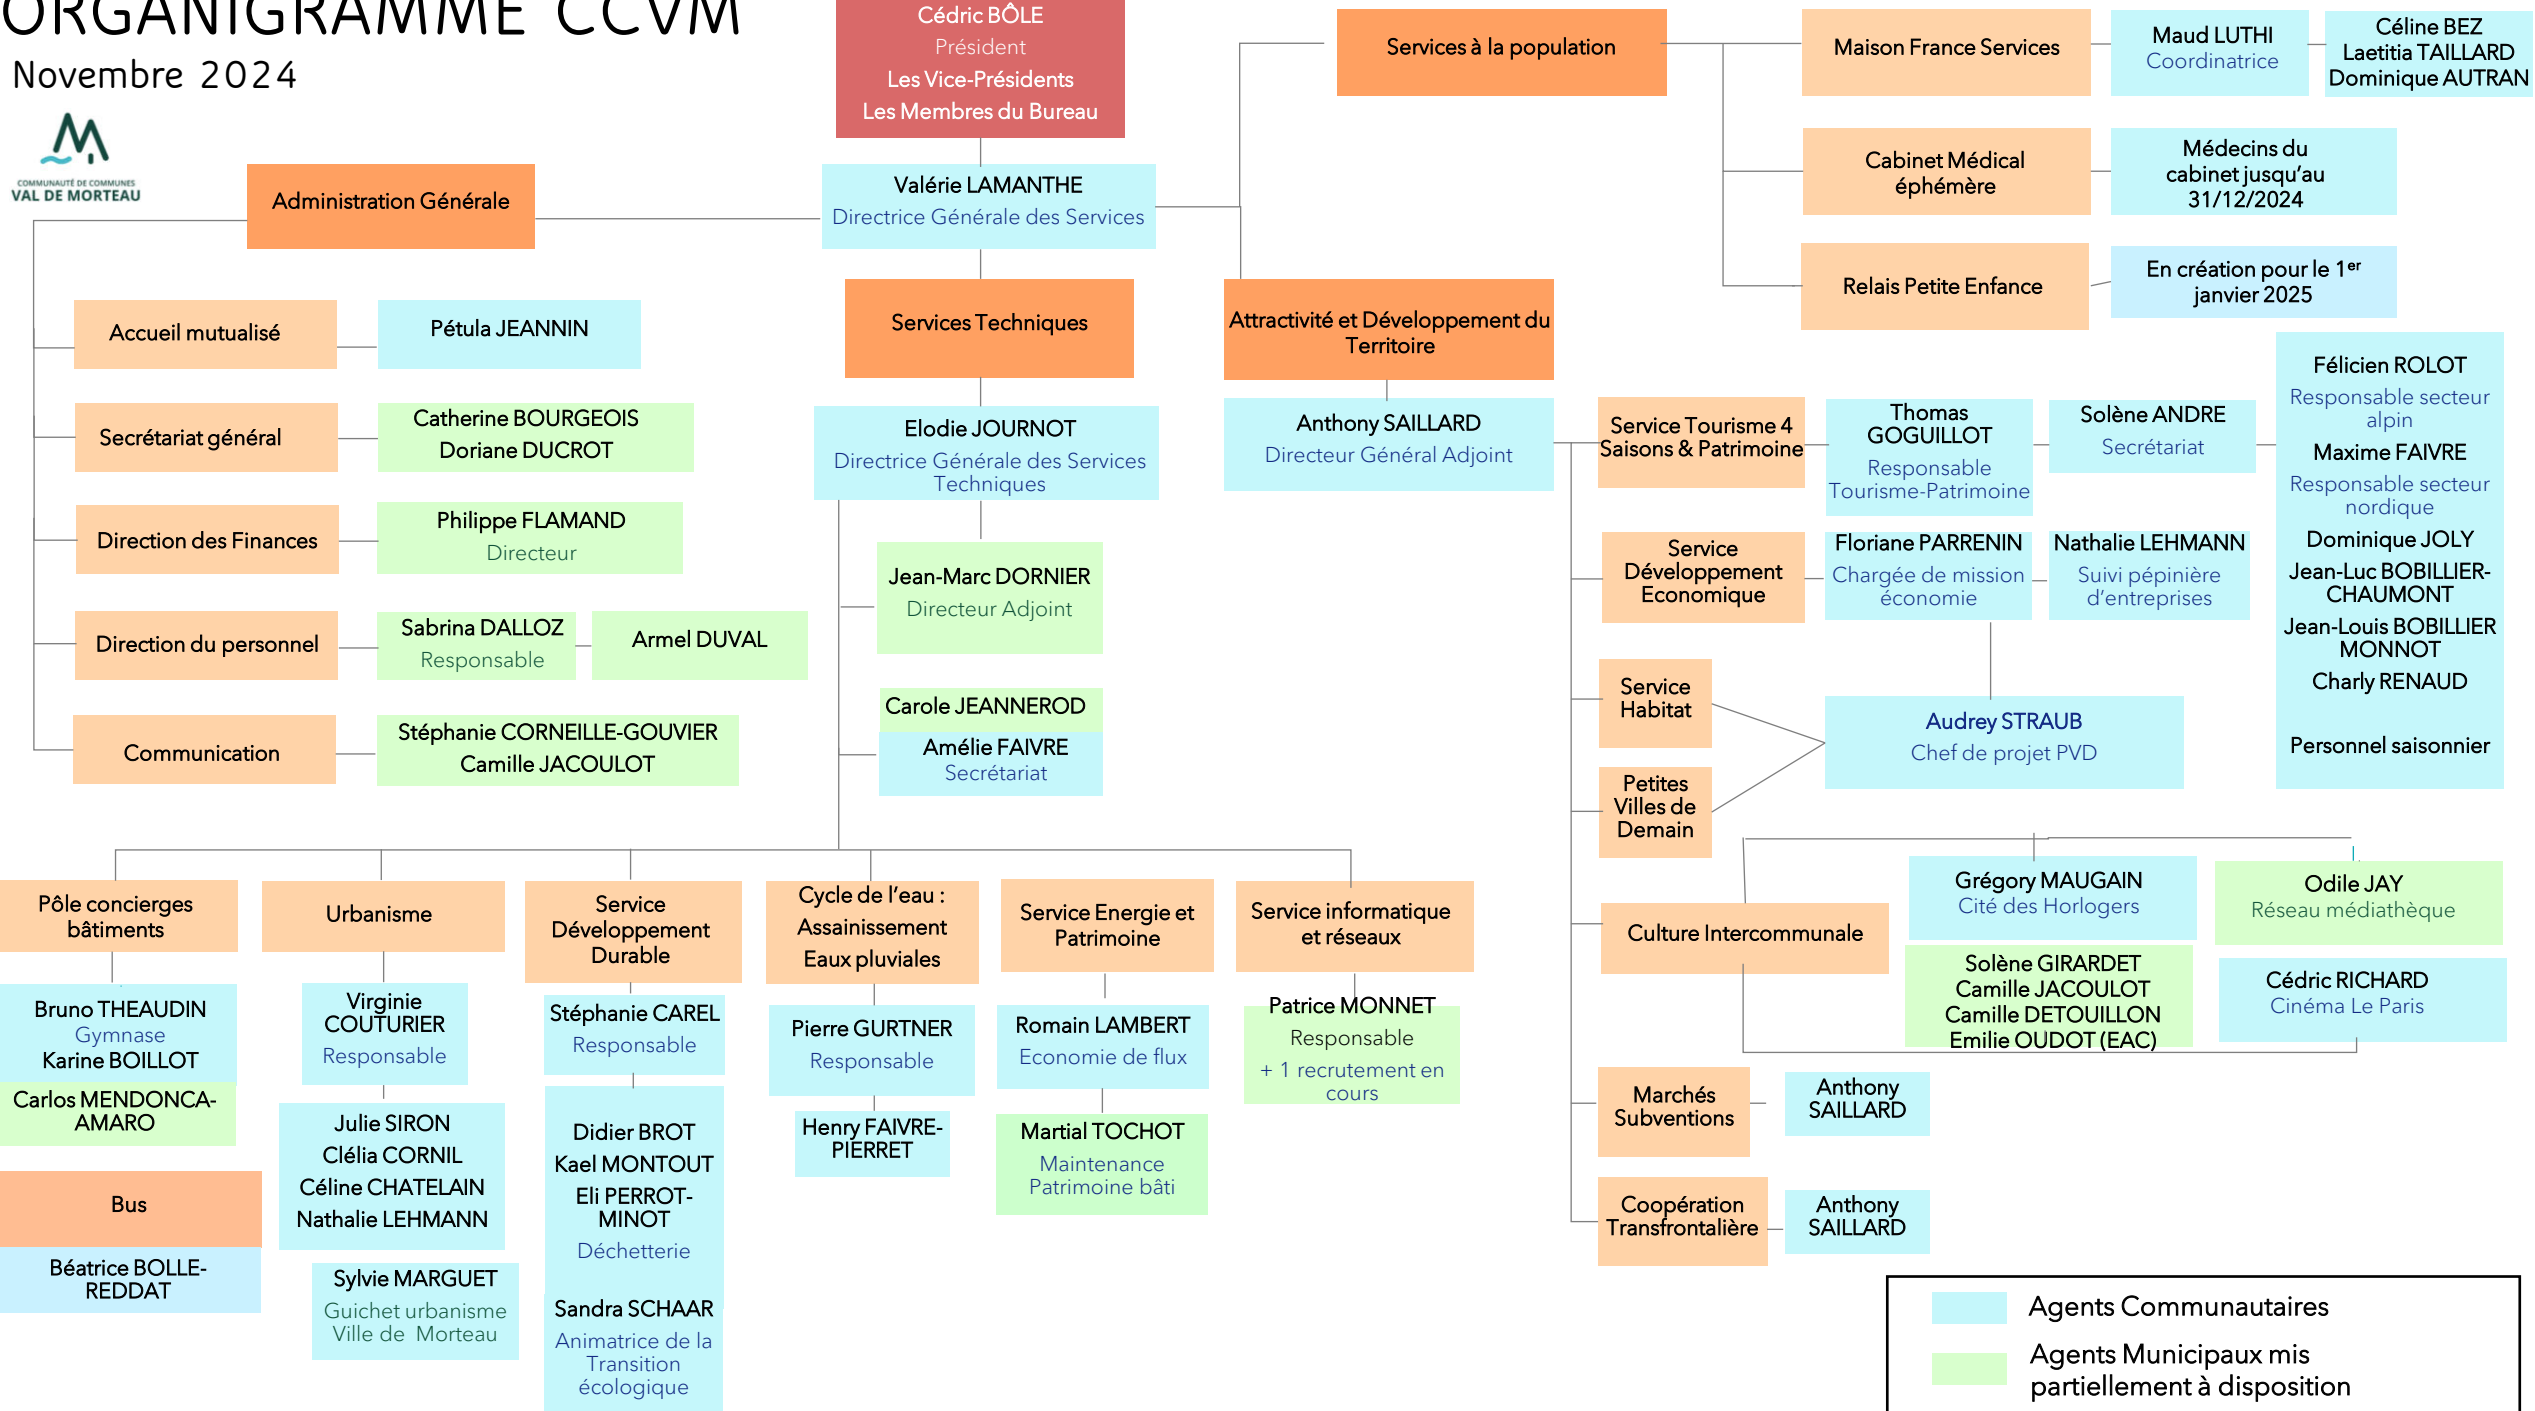 ORGANIGRAMME CCVM
Novembre 2024
COMMUNAUTÉ DE COMMUNES
VAL DE MORTEAU
Cédric BÔLE
Président
Les Vice-Présidents
Les Membres du Bureau
Valérie LAMANTHE
Directrice Générale des Services
Administration Générale
Accueil mutualisé
Pétula JEANNIN
Secrétariat général
Catherine BOURGEOIS
Doriane DUCROT
Direction des Finances
Philippe FLAMAND
Directeur
Direction du personnel
Sabrina DALLOZ
Responsable
Armel DUVAL
Communication
Stéphanie CORNEILLE-GOUVIER
Camille JACOULOT
Services Techniques
Elodie JOURNOT
Directrice Générale des Services
Techniques
Jean-Marc DORNIER
Directeur Adjoint
Carole JEANNEROD
Amélie FAIVRE
Secrétariat
Pôle concierges
bâtiments
Bruno THEAUDIN
Gymnase
Karine BOILLOT
Carlos MENDONCA-
AMARO
Bus
Béatrice BOLLE-
REDDAT
Urbanisme
Virginie
COUTURIER
Responsable
Julie SIRON
Clélia CORNIL
Céline CHATELAIN
Nathalie LEHMANN
Sylvie MARGUET
Guichet urbanisme
Ville de Morteau
Service
Développement
Durable
Stéphanie CAREL
Responsable
Didier BROT
Kael MONTOUT
Eli PERROT-
MINOT
Déchetterie
Sandra SCHAAR
Animatrice de la
Transition
écologique
Cycle de l’eau :
Assainissement
Eaux pluviales
Pierre GURTNER
Responsable
Henry FAIVRE-
PIERRET
Service Energie et
Patrimoine
Romain LAMBERT
Economie de flux
Martial TOCHOT
Maintenance
Patrimoine bâti
Service informatique
et réseaux
Patrice MONNET
Responsable
+ 1 recrutement en
cours
Services à la population
Maison France Services
Maud LUTHI
Coordinatrice
Céline BEZ
Laetitia TAILLARD
Dominique AUTRAN
Cabinet Médical
éphémère
Médecins du
cabinet jusqu’au
31/12/2024
Relais Petite Enfance
En création pour le 1er
janvier 2025
Attractivité et Développement du
Territoire
Anthony SAILLARD
Directeur Général Adjoint
Service Tourisme 4
Saisons & Patrimoine
Thomas
GOGUILLOT
Responsable
Tourisme-Patrimoine
Solène ANDRE
Secrétariat
Félicien ROLOT
Responsable secteur
alpin
Maxime FAIVRE
Responsable secteur
nordique
Dominique JOLY
Jean-Luc BOBILLIER-
CHAUMONT
Jean-Louis BOBILLIER
MONNOT
Charly RENAUD
Personnel saisonnier
Service
Développement
Economique
Floriane PARRENIN
Chargée de mission
économie
Nathalie LEHMANN
Suivi pépinière
d’entreprises
Service
Habitat
Petites
Villes de
Demain
Audrey STRAUB
Chef de projet PVD
Culture Intercommunale
Grégory MAUGAIN
Cité des Horlogers
Odile JAY
Réseau médiathèque
Solène GIRARDET
Camille JACOULOT
Camille DETOUILLON
Emilie OUDOT (EAC)
Cédric RICHARD
Cinéma Le Paris
Marchés
Subventions
Anthony
SAILLARD
Coopération
Transfrontalière
Anthony
SAILLARD
Agents Communautaires
Agents Municipaux mis
partiellement à disposition